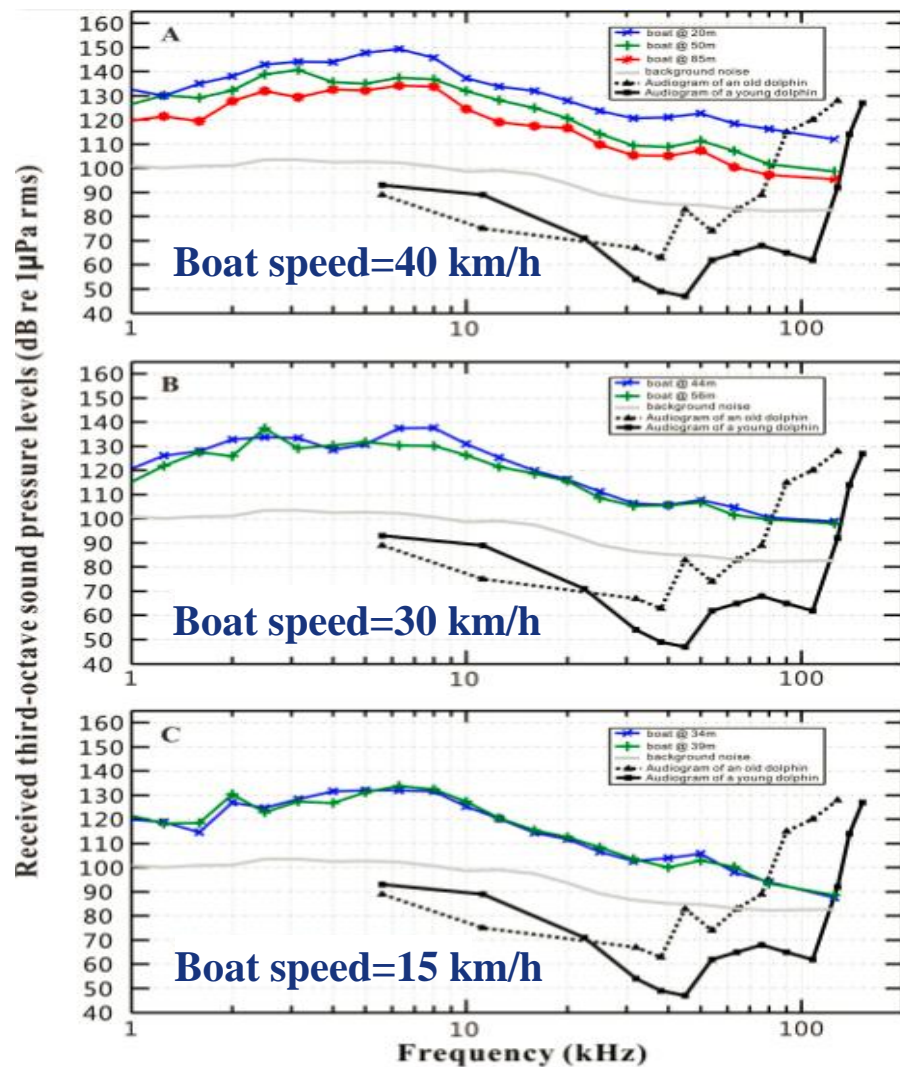 Received third-octave sound pressure levels (dB re 1μPa rms)
A
160
150
140
130
120
110
100
90
80
70
60
50
40
boat @ 20m
boat @ 50m
boat @ 85m
background noise
Audiogram of an old dolphin
Audiogram of a young dolphin
Boat speed=40 km/h
1
10
100
B
160
150
140
130
120
110
100
90
80
70
60
50
40
boat @ 44m
boat @ 56m
background noise
Audiogram of an old dolphin
Audiogram of a young dolphin
Boat speed=30 km/h
1
10
100
C
160
150
140
130
120
110
100
90
80
70
60
50
40
boat @ 34m
boat @ 39m
background noise
Audiogram of an old dolphin
Audiogram of a young dolphin
Boat speed=15 km/h
1
10
100
Frequency (kHz)